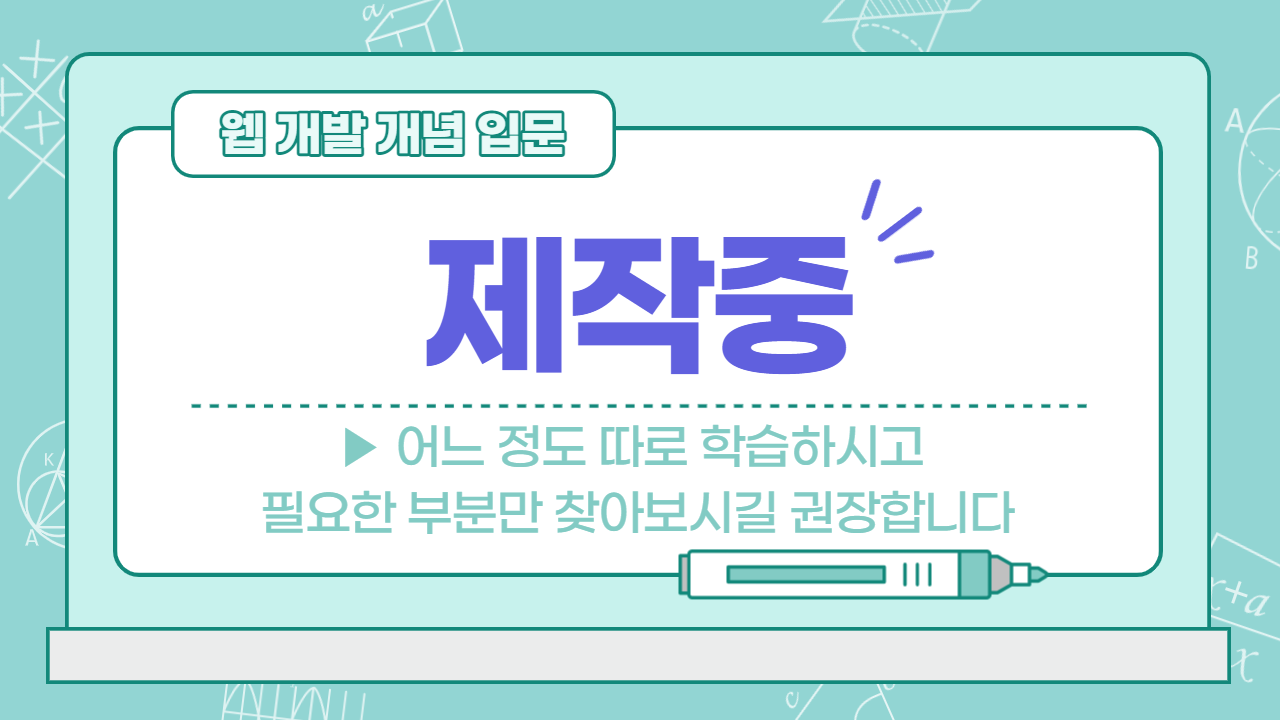 웹 개발 개념 입문
제작중
▶ 어느 정도 따로 학습하시고
필요한 부분만 찾아보시길 권장합니다
a
A
B
K
A
x+a
x
c